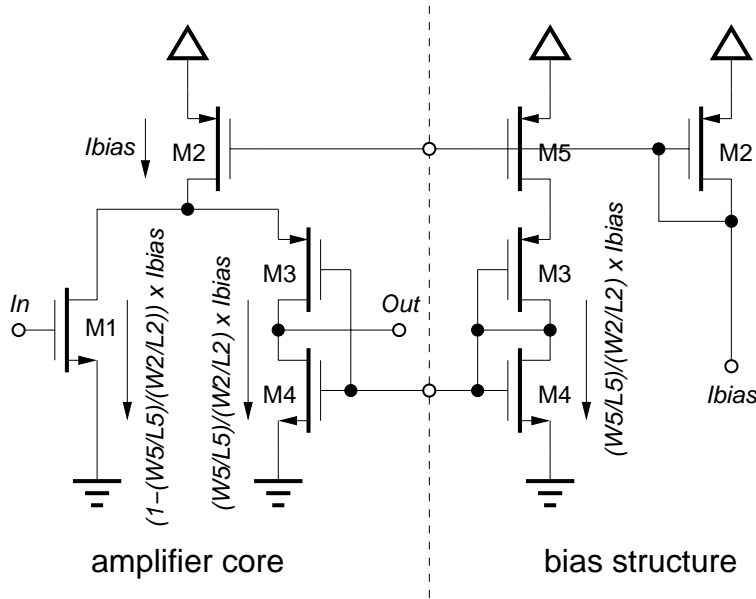 Ibias
M2
M5
M2
In
M1
M3
Out
M3
M4
M4
Ibias
(1−(W5/L5)/(W2/L2)) x Ibias
(W5/L5)/(W2/L2) x Ibias
(W5/L5)/(W2/L2) x Ibias
amplifier core
bias structure